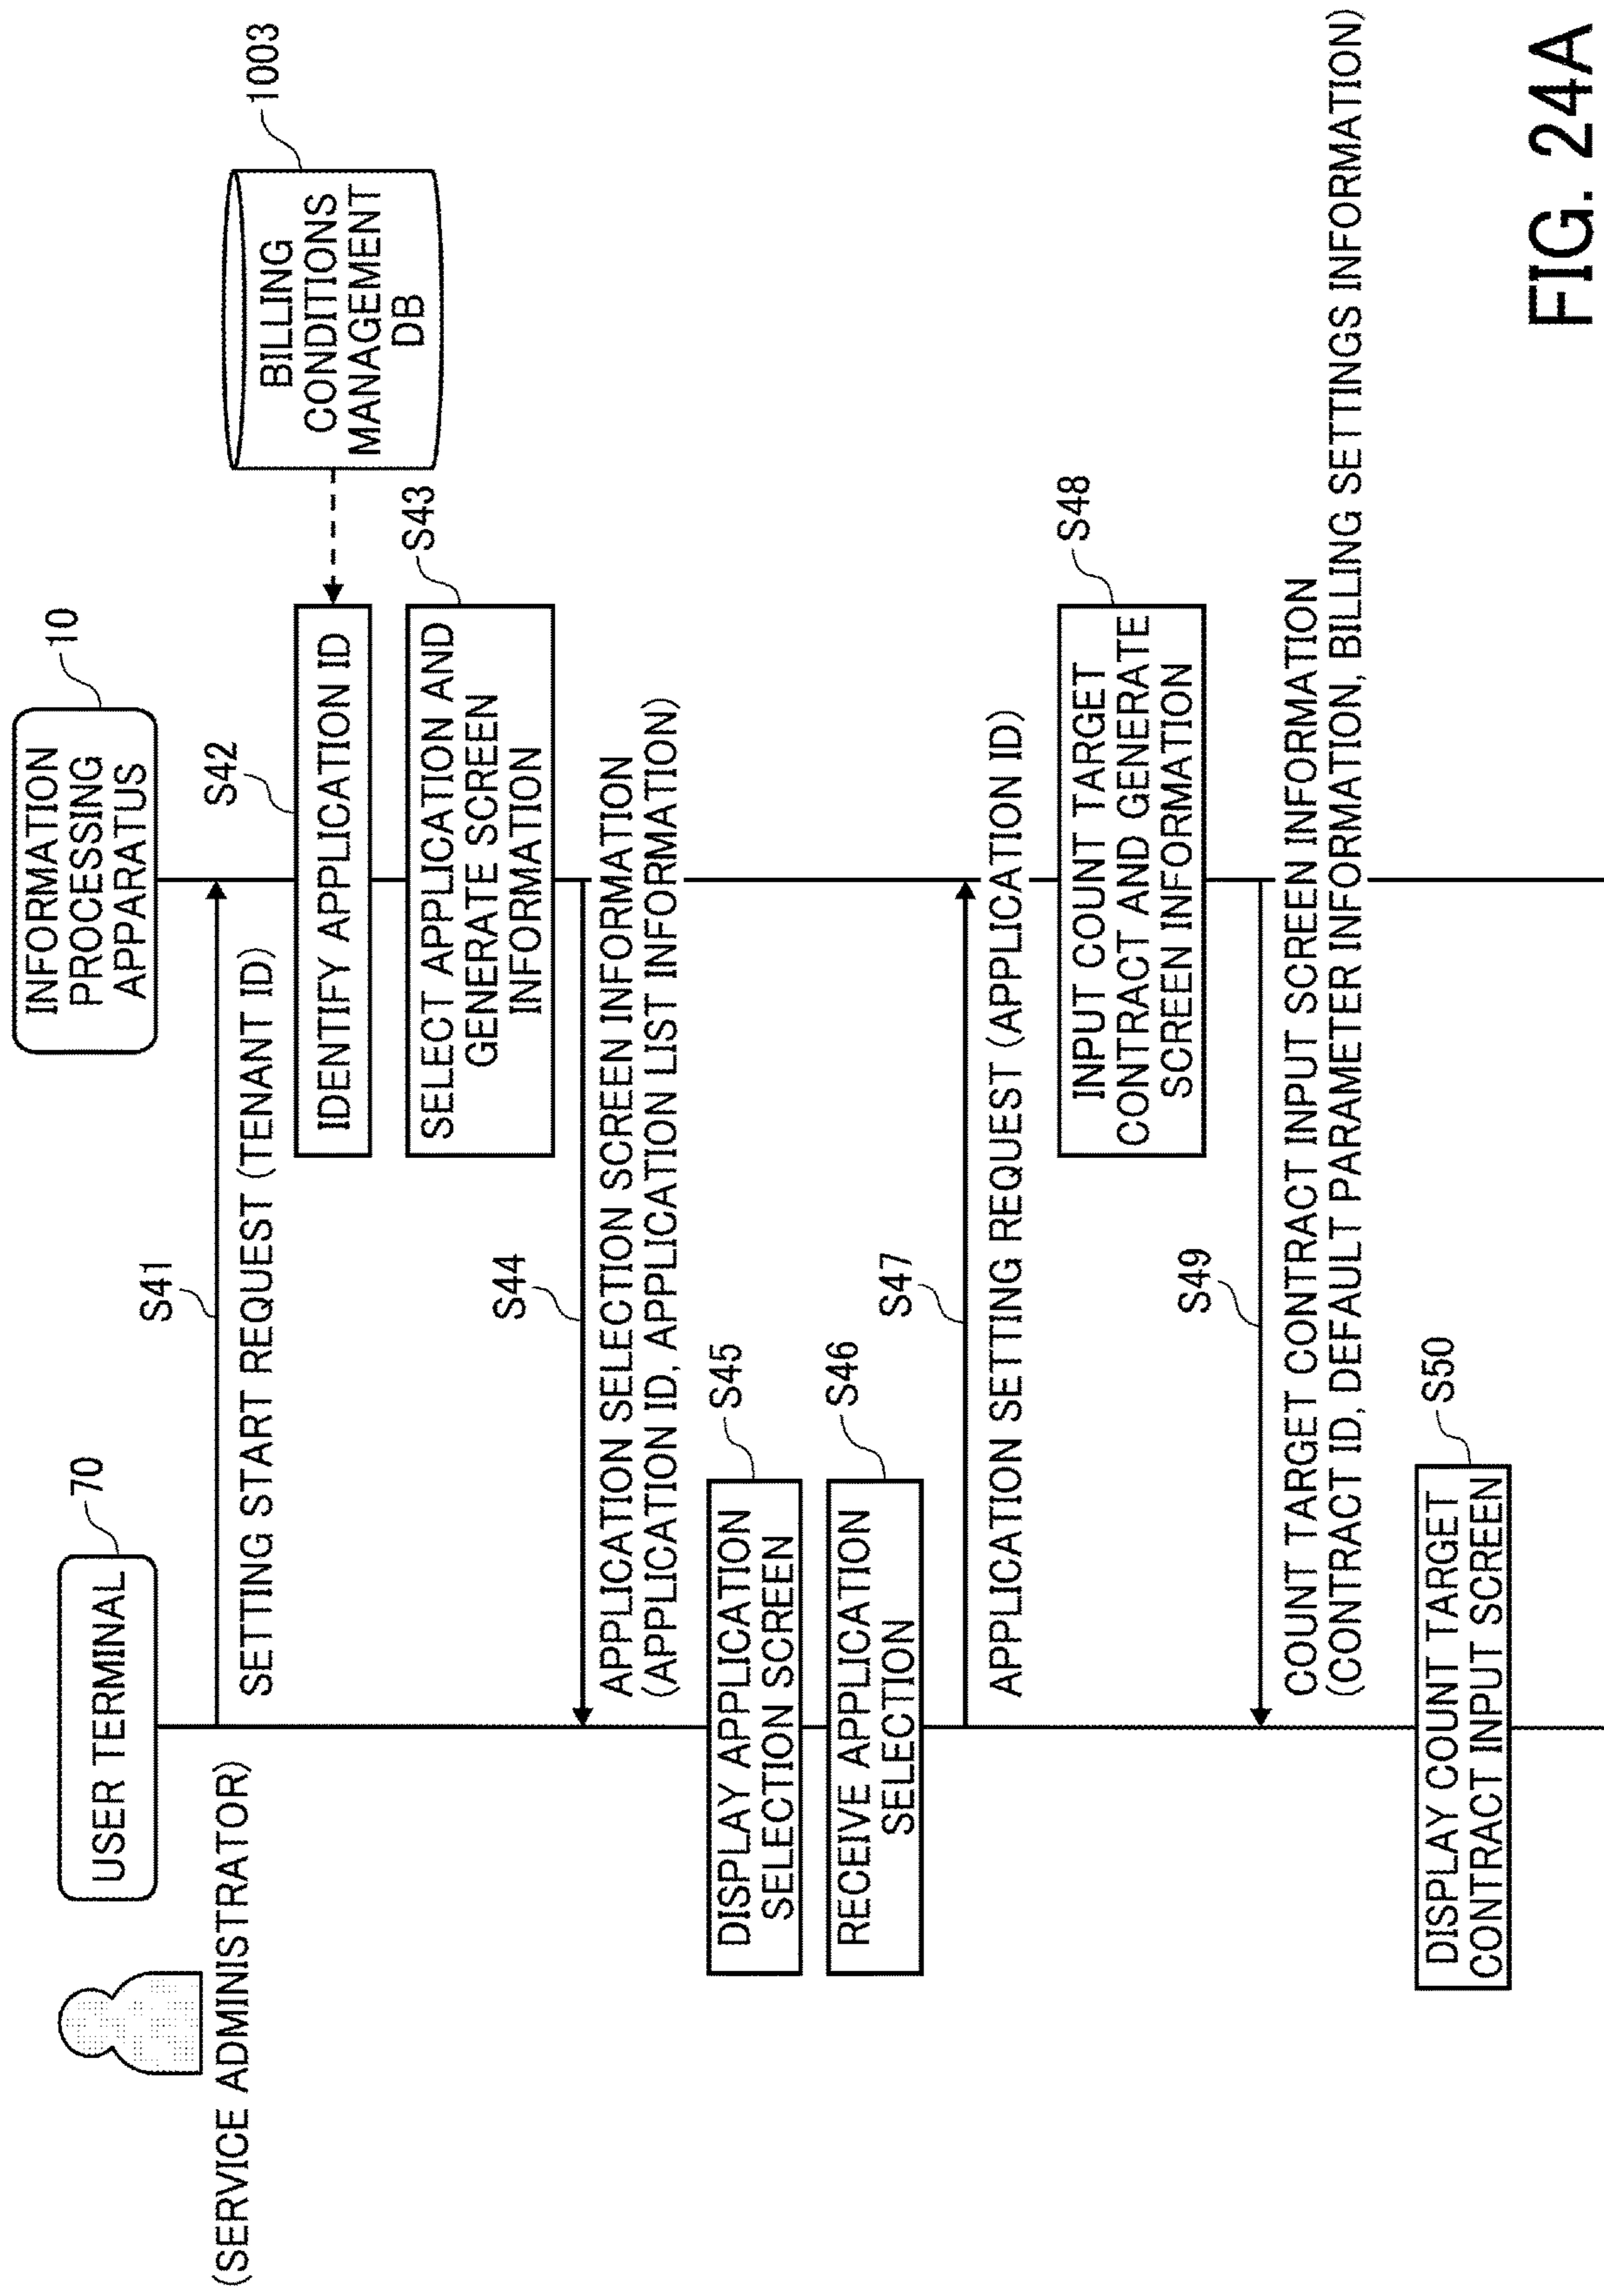 (SERVICE ADMINISTRATOR)
USER TERMINAL
70
INFORMATION
PROCESSING
APPARATUS
10
S41
SETTING START REQUEST (TENANT ID)
S42
IDENTIFY APPLICATION ID
BILLING
CONDITIONS
MANAGEMENT
DB
1003
S43
SELECT APPLICATION AND
GENERATE SCREEN
INFORMATION
S44
APPLICATION SELECTION SCREEN INFORMATION
(APPLICATION ID, APPLICATION LIST INFORMATION)
DISPLAY APPLICATION
SELECTION SCREEN
S45
RECEIVE APPLICATION
SELECTION
S46
S47
APPLICATION SETTING REQUEST (APPLICATION ID)
INPUT COUNT TARGET
CONTRACT AND GENERATE
SCREEN INFORMATION
S48
S49
COUNT TARGET CONTRACT INPUT SCREEN INFORMATION
(CONTRACT ID, DEFAULT PARAMETER INFORMATION, BILLING SETTINGS INFORMATION)
DISPLAY COUNT TARGET
CONTRACT INPUT SCREEN
S50
FIG. 24A